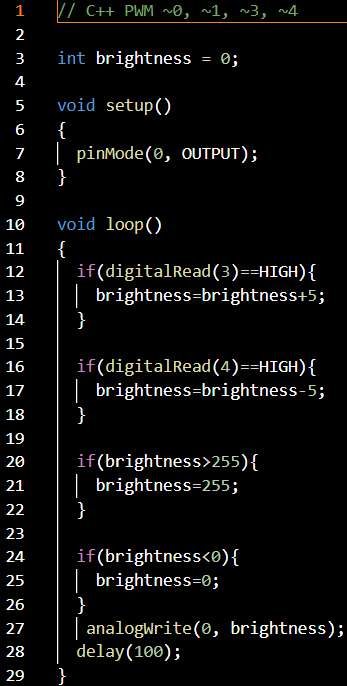 1 // C++ PWM ~0, ~1, ~3, ~4
2
3 int brightness = 0;
4
5 void setup()
6 {
7 pinMode(0, OUTPUT);
8 }
9
10 void loop()
11 {
12 if(digitalRead(3)==HIGH){
13 brightness=brightness+5;
14 }
15
16 if(digitalRead(4)==HIGH){
17 brightness=brightness-5;
18 }
19
20 if(brightness>255){
21 brightness=255;
22 }
23
24 if(brightness<0){
25 brightness=0;
26 }
27 analogWrite(0, brightness);
28 delay(100);
29 }